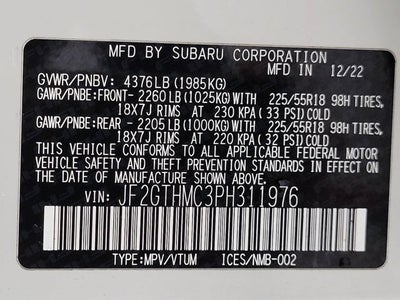 MFD BY SUBARU CORPORATION
MFD IN 12/22
GVWR/PNBV: 4376LB(1985KG)
GAWR/PNBE:FRONT- 2260LB(1025KG)WITH 225/55R18 98H TIRES,
18X7J RIMS AT 230 KPA(33 PSI)COLD
GAWR/PNBE:REAR - 2205LB(1000KG)WITH 225/55R18 98H TIRES,
18X7J RIMS AT 220 KPA(32 PSI)COLD
THIS VEHICLE CONFORMS TO ALL APPLICABLE FEDERAL MOTOR
VEHICLE SAFETY AND THEFT PREVENTION STANDARDS IN EFFECT
ON THE DATE OF MANUFACTURE SHOWN ABOVE.
VIN: JF2GTHMC3PH311976
TYPE:MPV/VTUM ICES/NMB-002